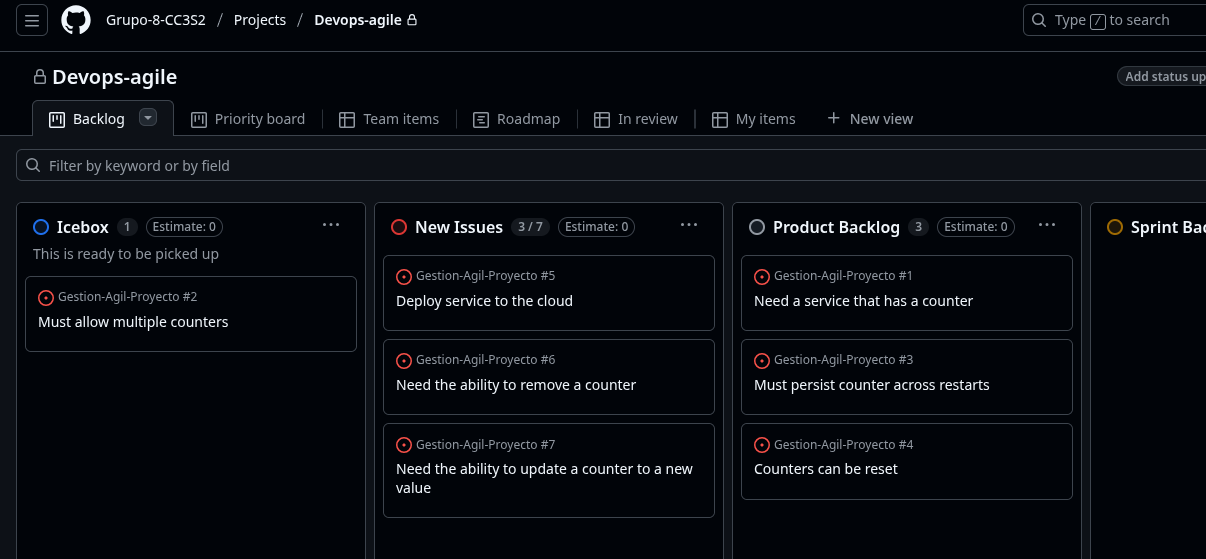 Grupo-8-CC3S2 / Projects / Devops-agile
Type / to search
Devops-agile
Add status up
Backlog
Priority board
Team items
Roadmap
In review
My items
+ New view
Filter by keyword or by field
Icebox 1 Estimate: 0
This is ready to be picked up
Gestion-Agil-Proyecto #2
Must allow multiple counters
New Issues 3 / 7 Estimate: 0
Gestion-Agil-Proyecto #5
Deploy service to the cloud
Gestion-Agil-Proyecto #6
Need the ability to remove a counter
Gestion-Agil-Proyecto #7
Need the ability to update a counter to a new
value
Product Backlog 3 Estimate: 0
Gestion-Agil-Proyecto #1
Need a service that has a counter
Gestion-Agil-Proyecto #3
Must persist counter across restarts
Gestion-Agil-Proyecto #4
Counters can be reset
Sprint Bac